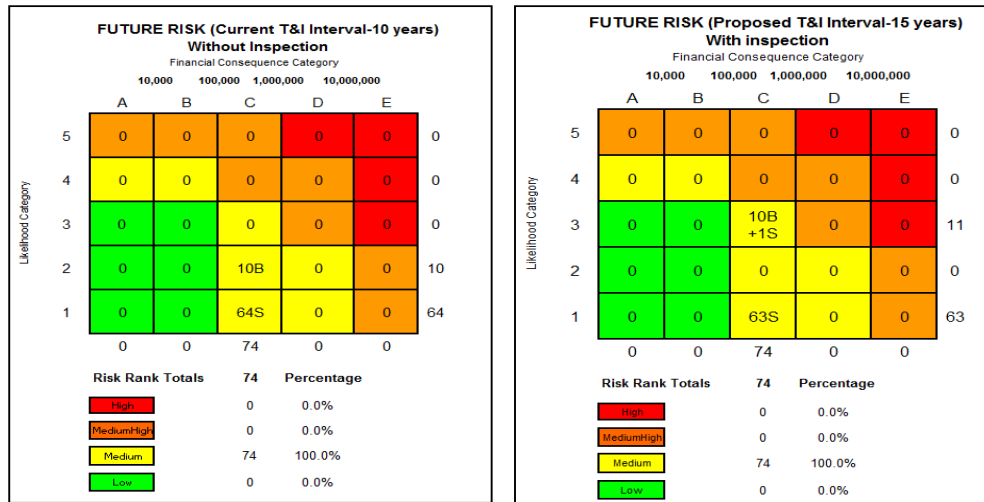 FUTURE RISK (Current T&I Interval-10 years)
Without Inspection
Financial Consequence Category
10,000 100,000 1,000,000 10,000,000
A B C D E
Likelihood Category
5 0 0 0 0 0 0
4 0 0 0 0 0 0
3 0 0 0 0 0 0
2 0 0 10B 0 0 10
1 0 0 64S 0 0 64
0 0 74 0 0
Risk Rank Totals 74 Percentage
High 0 0.0%
MediumHigh 0 0.0%
Medium 74 100.0%
Low 0 0.0%
FUTURE RISK (Proposed T&I Interval-15 years)
With inspection
Financial Consequence Category
10,000 100,000 1,000,000 10,000,000
A B C D E
Likelihood Category
5 0 0 0 0 0 0
4 0 0 0 0 0 0
3 0 0 10B +1S 0 0 11
2 0 0 0 0 0 0
1 0 0 63S 0 0 63
0 0 74 0 0
Risk Rank Totals 74 Percentage
High 0 0.0%
MediumHigh 0 0.0%
Medium 74 100.0%
Low 0 0.0%